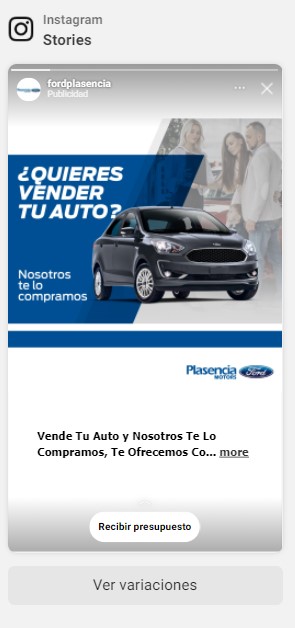 Instagram
Stories
fordplasencia
Publicidad
¿QUIERES
VENDER
TU AUTO?
Nosotros
te lo
compramos
Plasencia
MOTORS
Ford
Vende Tu Auto y Nosotros Te Lo
Compramos, Te Ofrecemos Co... more
Recibir presupuesto
Ver variaciones